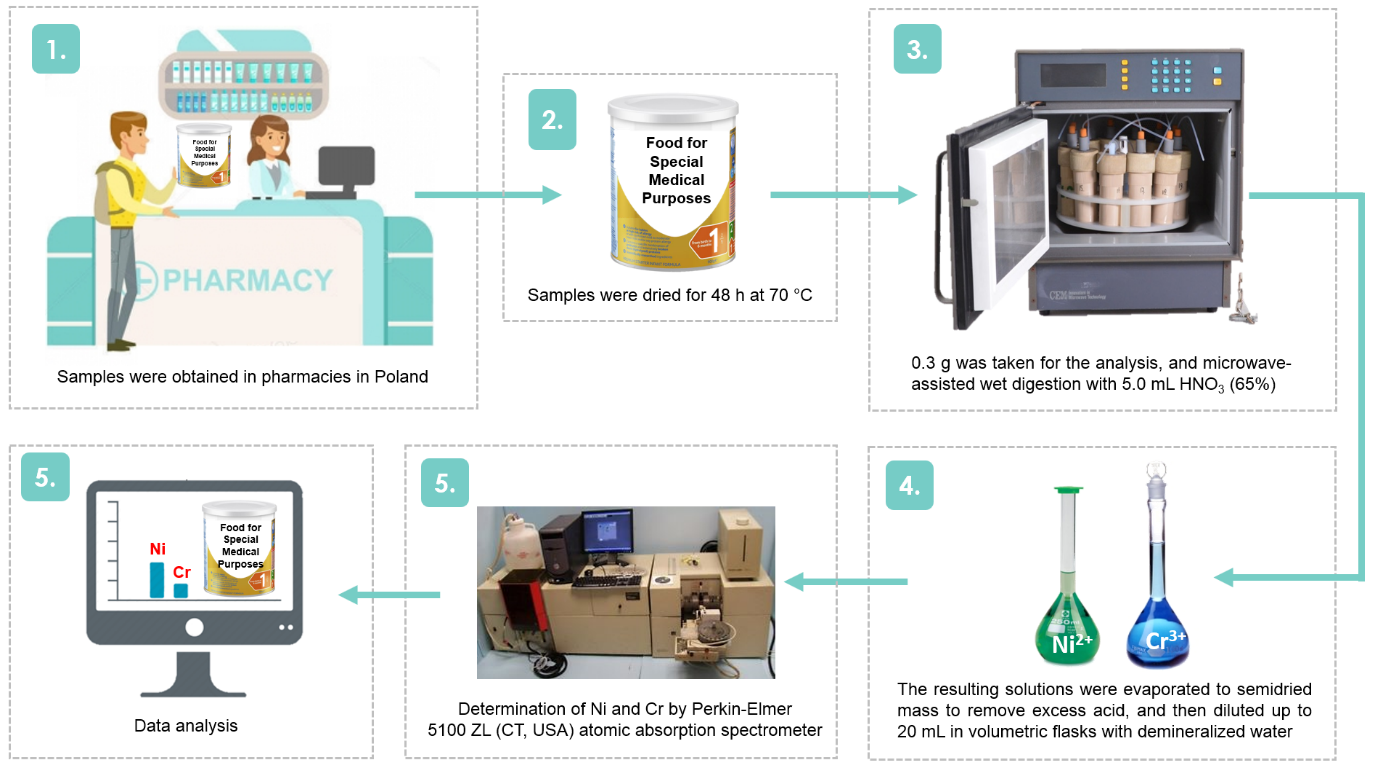 1.
Food for
Special
Medical
Purposes
1
PHARMACY
Samples were obtained in pharmacies in Poland
2.
Food for
Special
Medical
Purposes
1
Samples were dried for 48 h at 70 °C
3.
CEM
0.3 g was taken for the analysis, and microwave-
assisted wet digestion with 5.0 mL HNO₃ (65%)
4.
Ni²⁺
Cr³⁺
The resulting solutions were evaporated to semidried
mass to remove excess acid, and then diluted up to
20 mL in volumetric flasks with demineralized water
5.
Determination of Ni and Cr by Perkin-Elmer
5100 ZL (CT, USA) atomic absorption spectrometer
5.
Ni
Cr
Food for
Special
Medical
Purposes
1
Data analysis